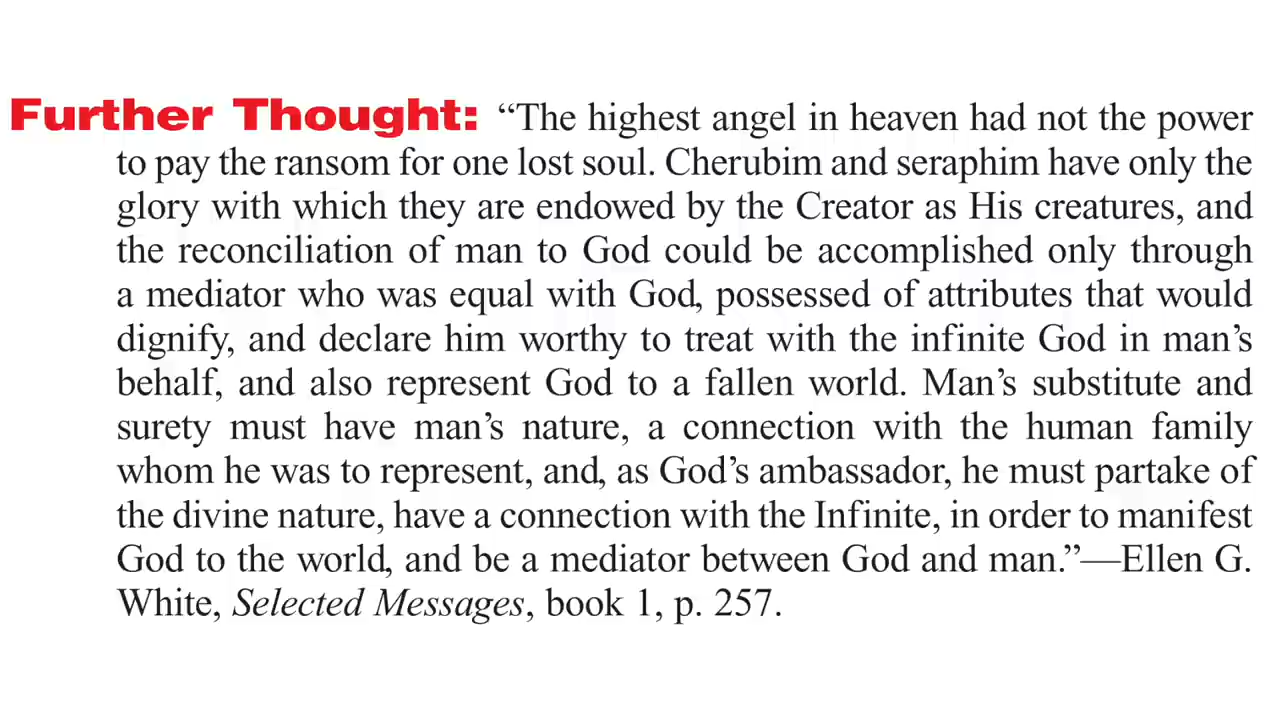 Further Thought: “The highest angel in heaven had not the power
to pay the ransom for one lost soul. Cherubim and seraphim have only the
glory with which they are endowed by the Creator as His creatures, and
the reconciliation of man to God could be accomplished only through
a mediator who was equal with God, possessed of attributes that would
dignify, and declare him worthy to treat with the infinite God in man’s
behalf, and also represent God to a fallen world. Man’s substitute and
surety must have man’s nature, a connection with the human family
whom he was to represent, and, as God’s ambassador, he must partake of
the divine nature, have a connection with the Infinite, in order to manifest
God to the world, and be a mediator between God and man.”—Ellen G.
White, Selected Messages, book 1, p. 257.